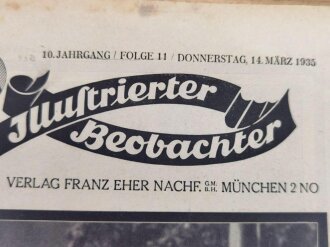 10. JAHRGANG / FOLGE 11 / DONNERSTAG, 14. MÄRZ 1935
Illustrierter
Beobachter
VERLAG FRANZ EHER NACHF. G.M.B.H. MÜNCHEN 2 NO